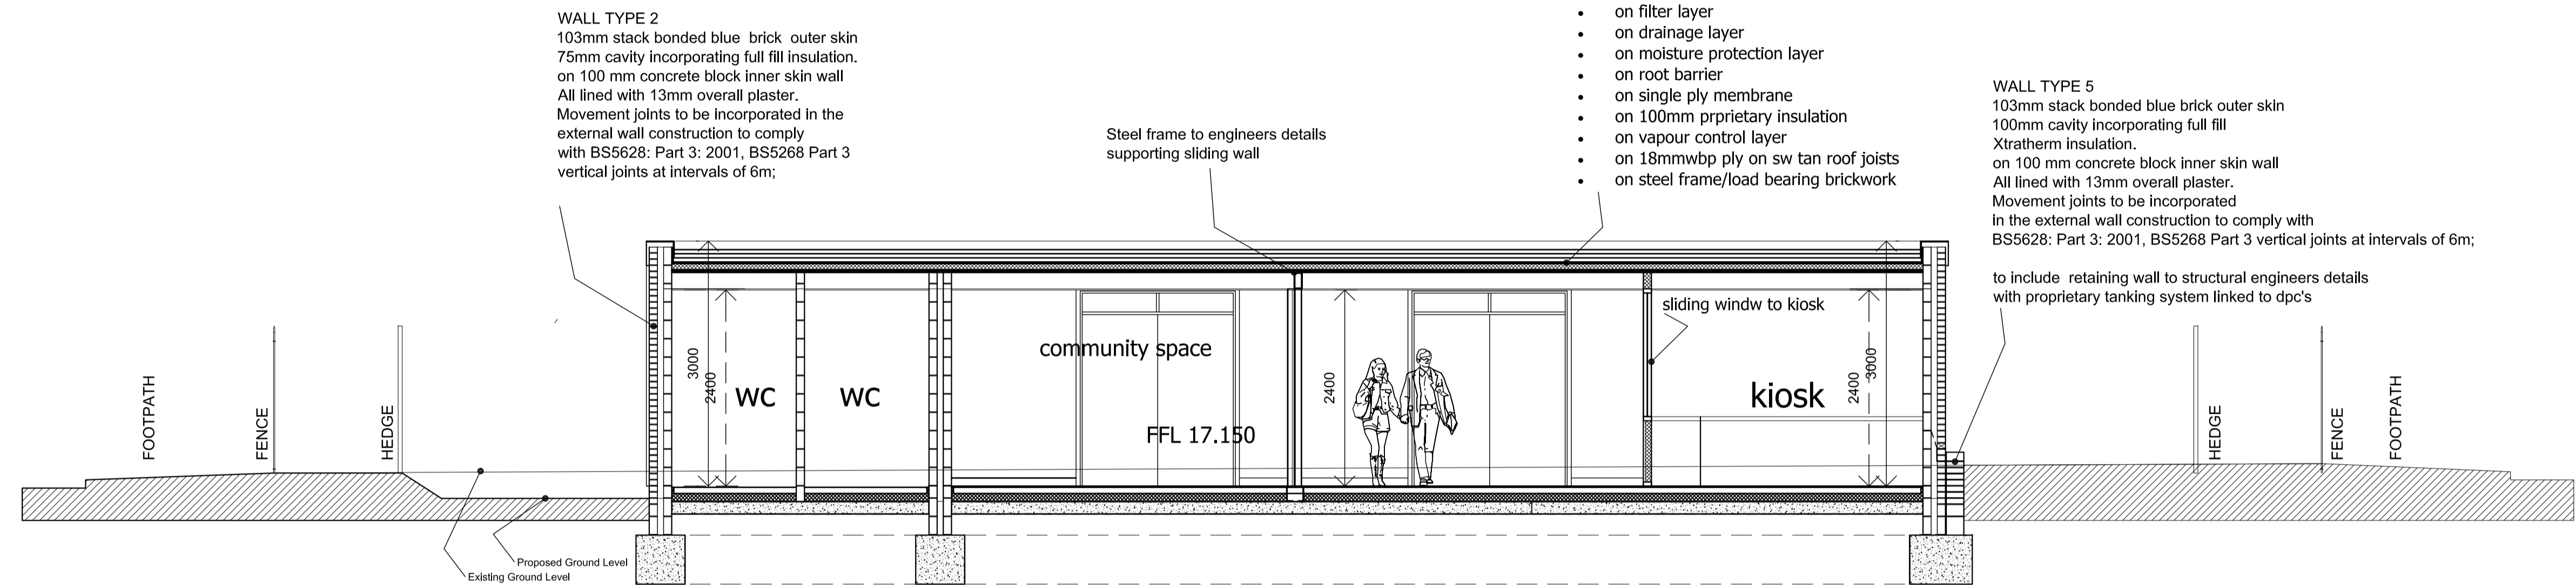 WALL TYPE 2
103mm stack bonded blue brick outer skin
75mm cavity incorporating full fill insulation.
on 100 mm concrete block inner skin wall
All lined with 13mm overall plaster.
Movement joints to be incorporated in the
external wall construction to comply
with BS5628: Part 3: 2001, BS5268 Part 3
vertical joints at intervals of 6m;
Steel frame to engineers details
supporting sliding wall
• on filter layer
• on drainage layer
• on moisture protection layer
• on root barrier
• on single ply membrane
• on 100mm prprietary insulation
• on vapour control layer
• on 18mmwbp ply on sw tan roof joists
• on steel frame/load bearing brickwork
WALL TYPE 5
103mm stack bonded blue brick outer skin
100mm cavity incorporating full fill
Xtratherm insulation.
on 100 mm concrete block inner skin wall
All lined with 13mm overall plaster.
Movement joints to be incorporated
in the external wall construction to comply with
BS5628: Part 3: 2001, BS5268 Part 3 vertical joints at intervals of 6m;
to include retaining wall to structural engineers details
with proprietary tanking system linked to dpc's
FOOTPATH
FENCE
HEDGE
3000
2400
wc
wc
community space
FFL 17.150
2400
sliding windw to kiosk
kiosk
2400
3000
HEDGE
FENCE
FOOTPATH
Proposed Ground Level
Existing Ground Level